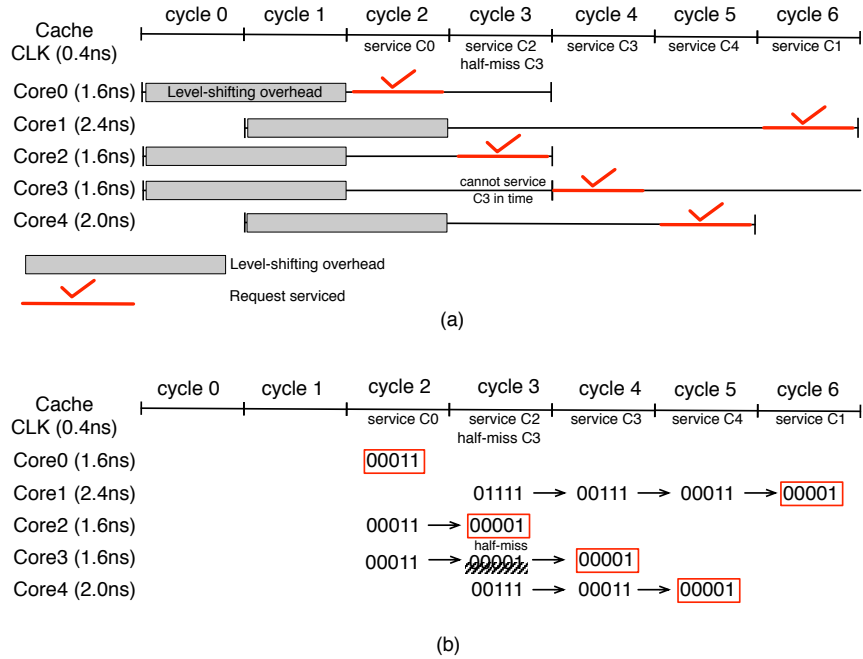 cycle 0 cycle 1 cycle 2 cycle 3 cycle 4 cycle 5 cycle 6
Cache
CLK (0.4ns)
service C0 service C2 service C3 service C4 service C1
half-miss C3
Core0 (1.6ns) Level-shifting overhead
Core1 (2.4ns)
Core2 (1.6ns)
Core3 (1.6ns) cannot service
C3 in time
Core4 (2.0ns)
Level-shifting overhead
Request serviced
(a)
cycle 0 cycle 1 cycle 2 cycle 3 cycle 4 cycle 5 cycle 6
Cache
CLK (0.4ns)
service C0 service C2 service C3 service C4 service C1
half-miss C3
Core0 (1.6ns) 00011
Core1 (2.4ns) 01111 00111 00011 00001
Core2 (1.6ns) 00011 00001
half-miss
Core3 (1.6ns) 00011 00001 00001
Core4 (2.0ns) 00111 00011 00001
(b)